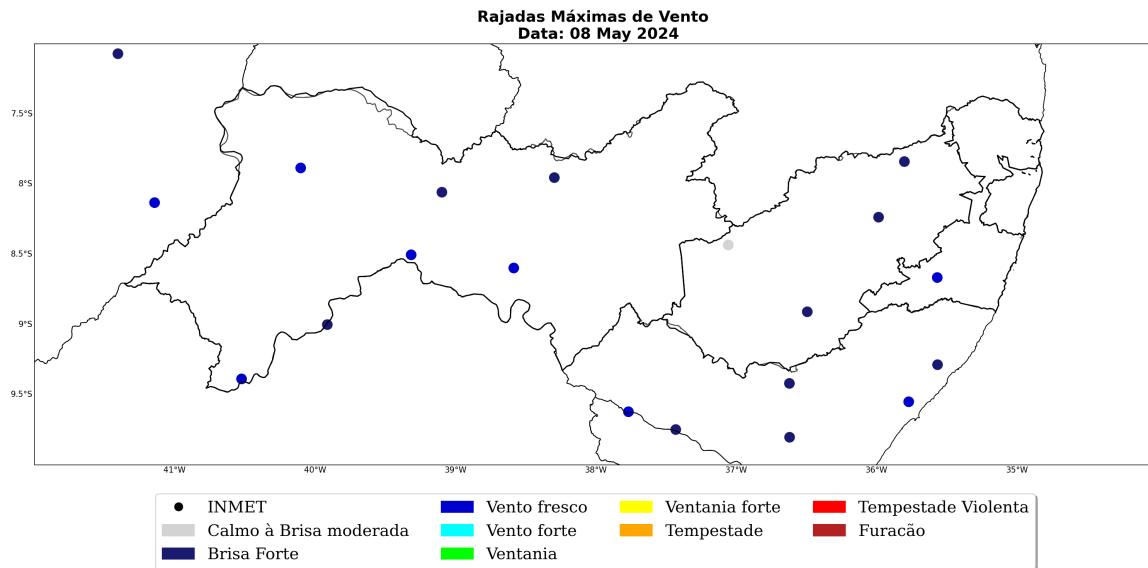 Rajadas Máximas de Vento
Data: 08 May 2024
7.5°S
8°S
8.5°S
9°S
9.5°S
41°W 40°W 39°W 38°W 37°W 36°W 35°W
INMET Vento fresco Ventania forte Tempestade Violenta
Calmo à Brisa moderada Vento forte Tempestade Furacão
Brisa Forte Ventania